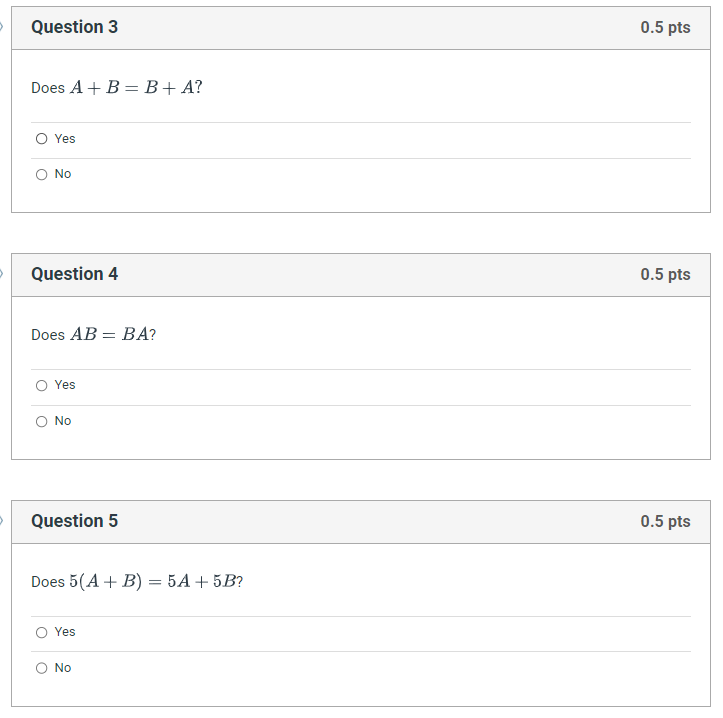 Question 3 0.5 pts
Does A + B = B + A?
Yes
No
Question 4 0.5 pts
Does AB = BA?
Yes
No
Question 5 0.5 pts
Does 5(A + B) = 5A + 5B?
Yes
No